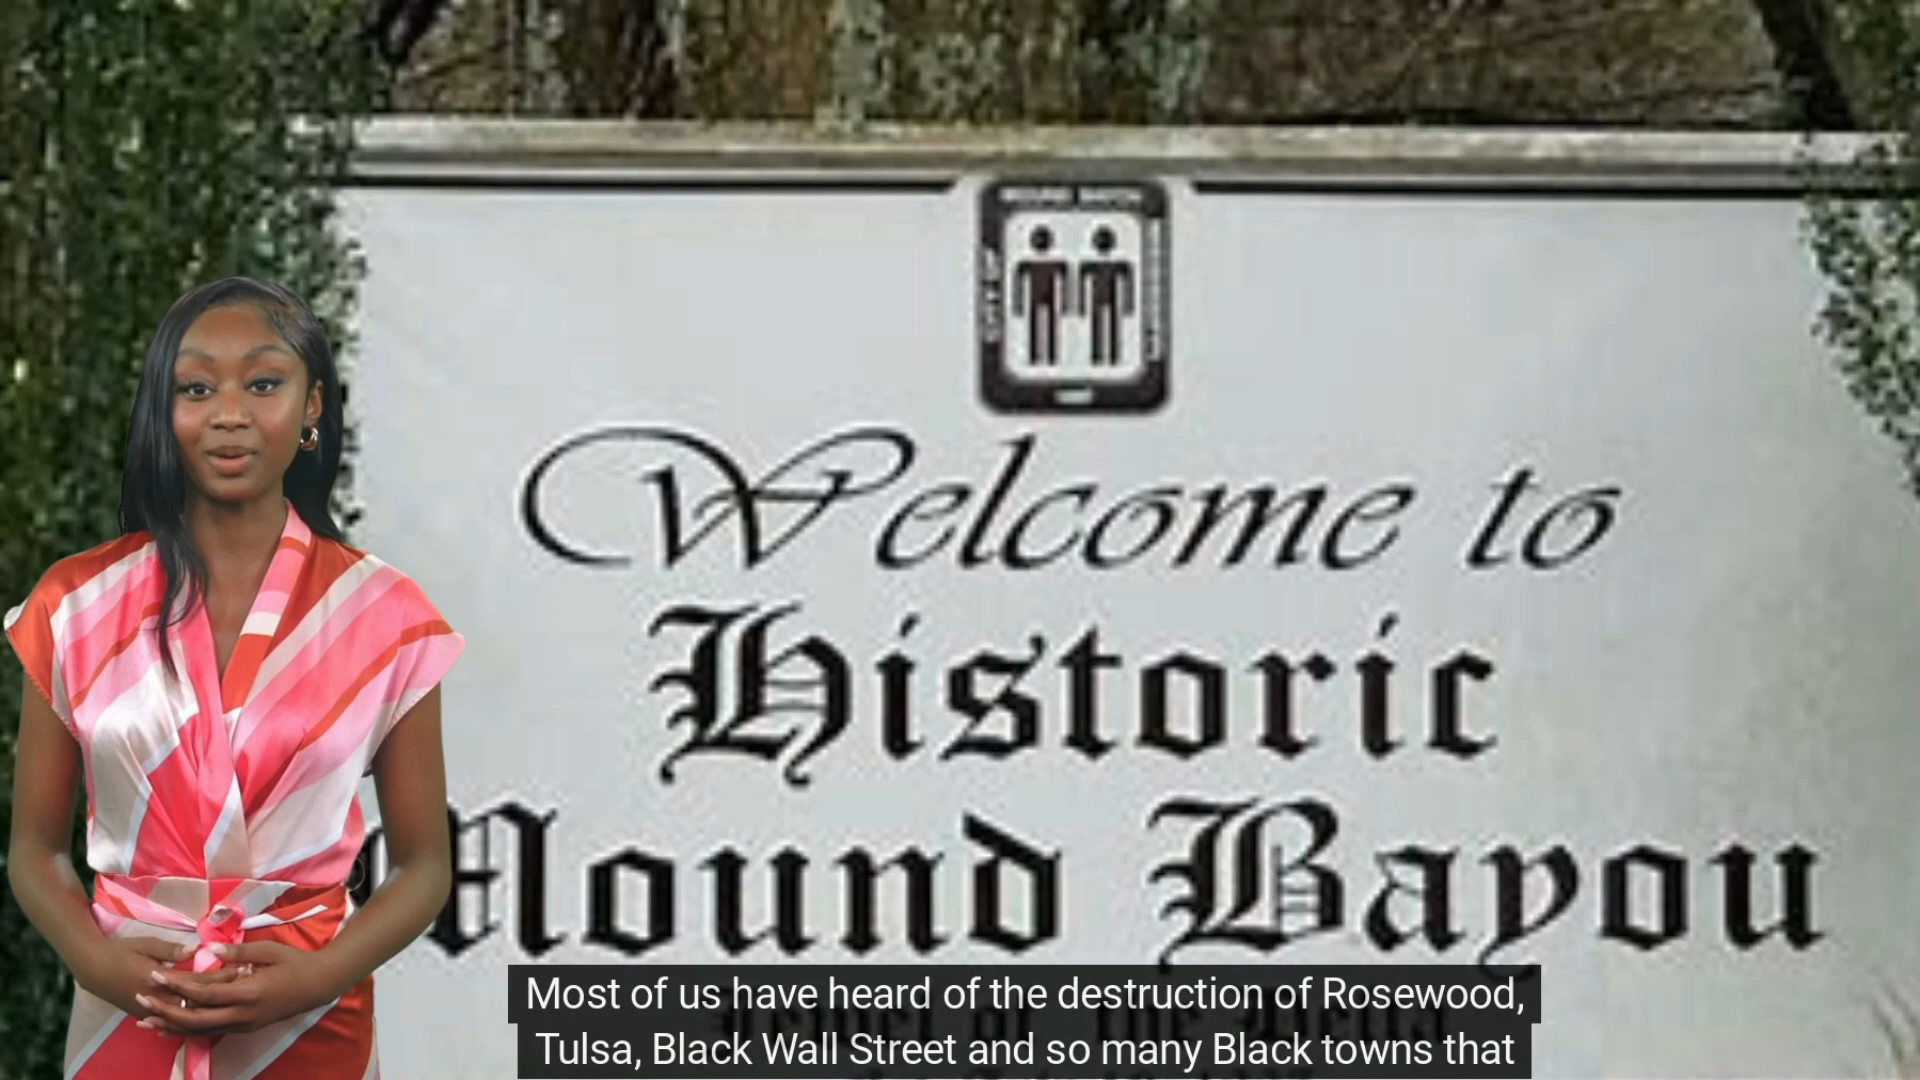 Welcome to
Historic
Mound Bayou
Most of us have heard of the destruction of Rosewood,
Tulsa, Black Wall Street and so many Black towns that